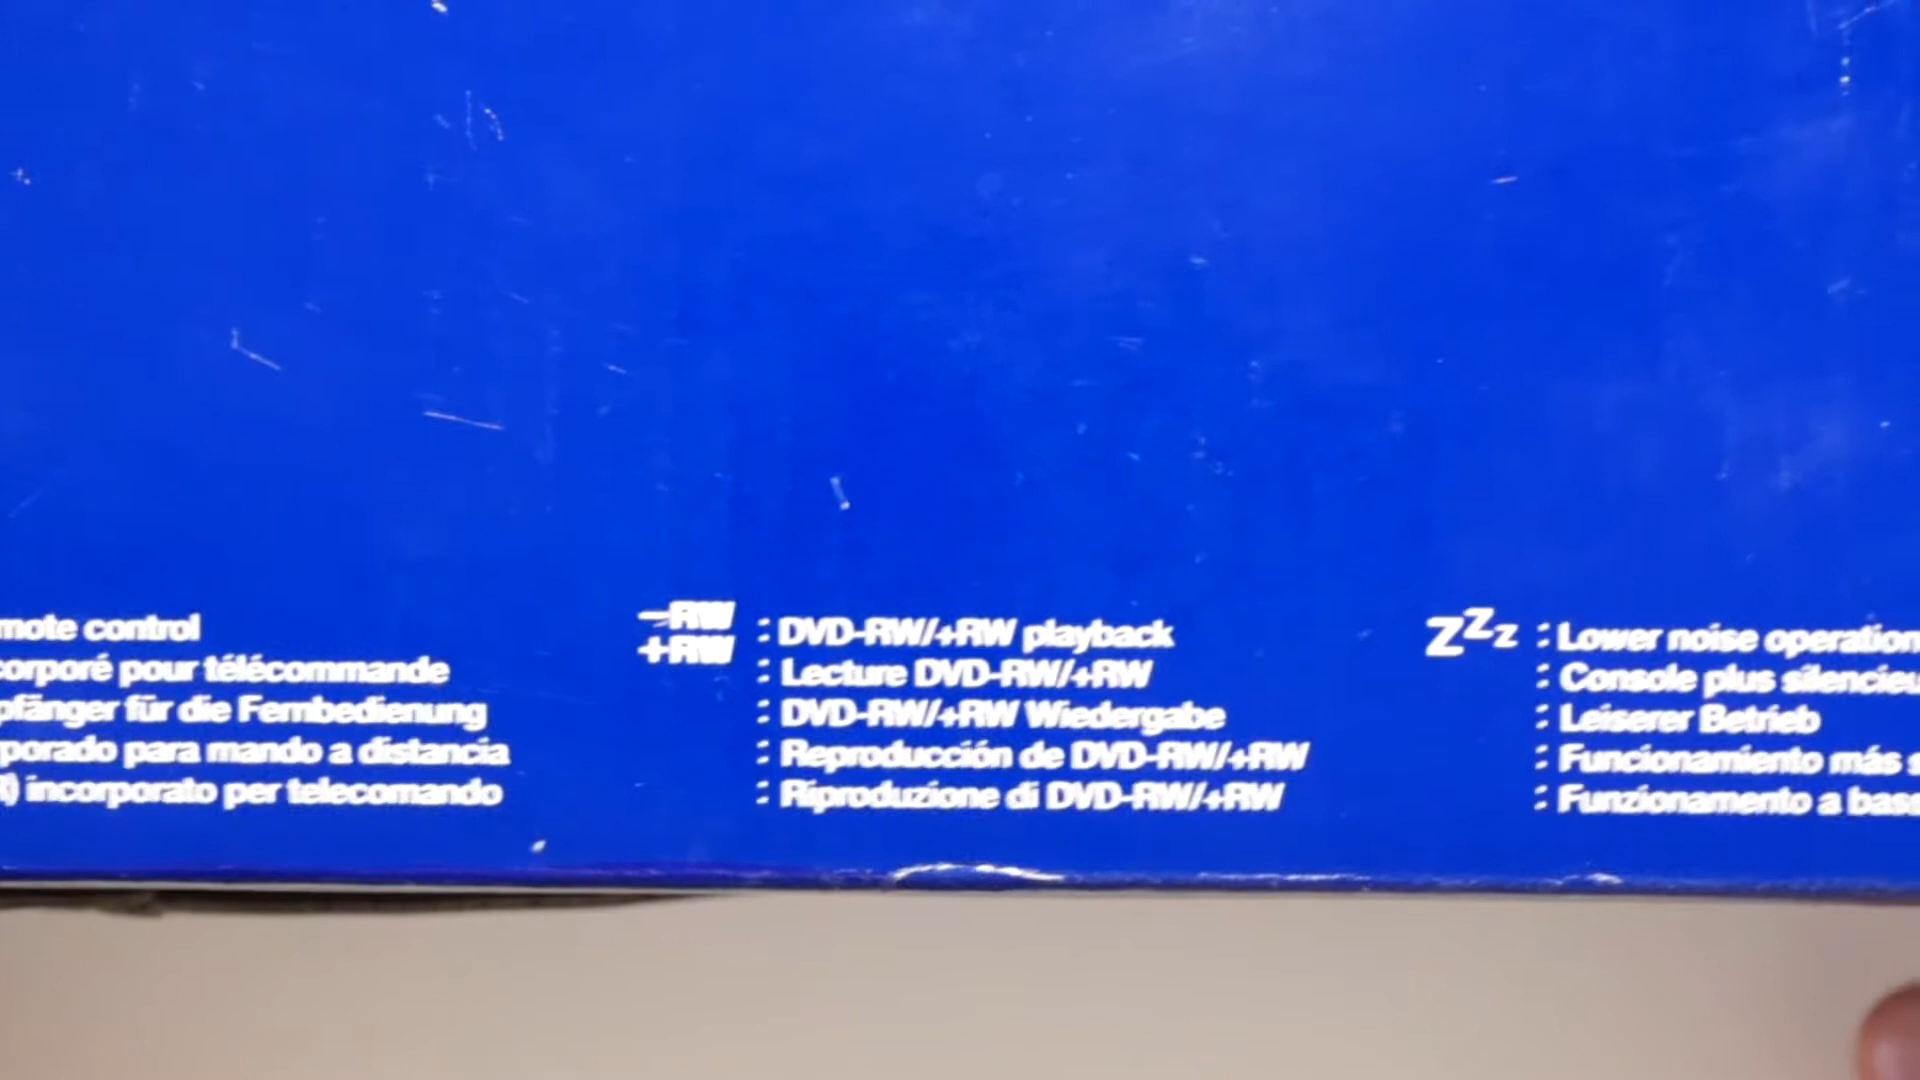 mote control
corporé pour télécommande
pfänger für die Fernbedienung
porado para mando a distancia
R) incorporato per telecomando
–RW
+RW
: DVD-RW/+RW playback
: Lecture DVD-RW/+RW
: DVD-RW/+RW Wiedergabe
: Reproducción de DVD-RW/+RW
: Riproduzione di DVD-RW/+RW
zzz
: Lower noise operation
: Console plus silencieu
: Leiserer Betrieb
: Funcionamiento más s
: Funzionamento a bass